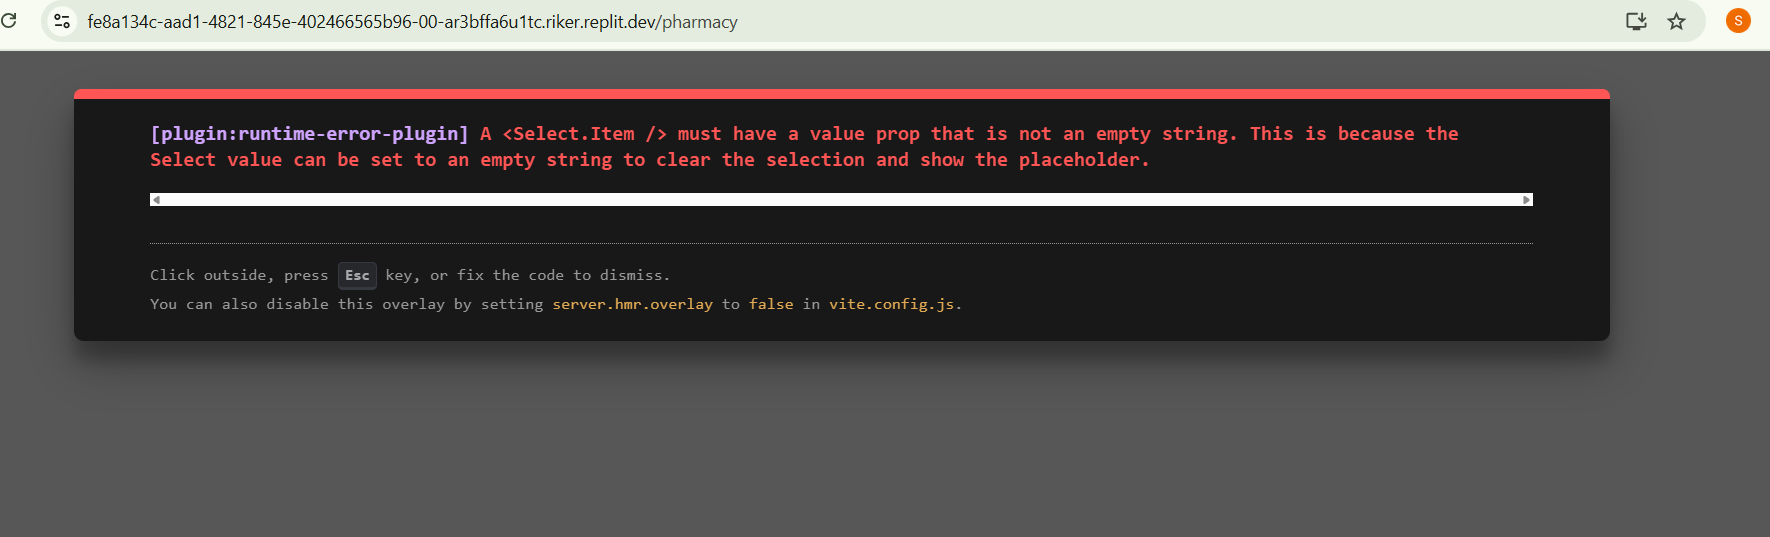 fe8a134c-aad1-4821-845e-402466565b96-00-ar3bffa6u1tc.riker.replit.dev/pharmacy
S
[plugin:runtime-error-plugin] A <Select.Item /> must have a value prop that is not an empty string. This is because the
Select value can be set to an empty string to clear the selection and show the placeholder.
Click outside, press Esc key, or fix the code to dismiss.
You can also disable this overlay by setting server.hmr.overlay to false in vite.config.js.